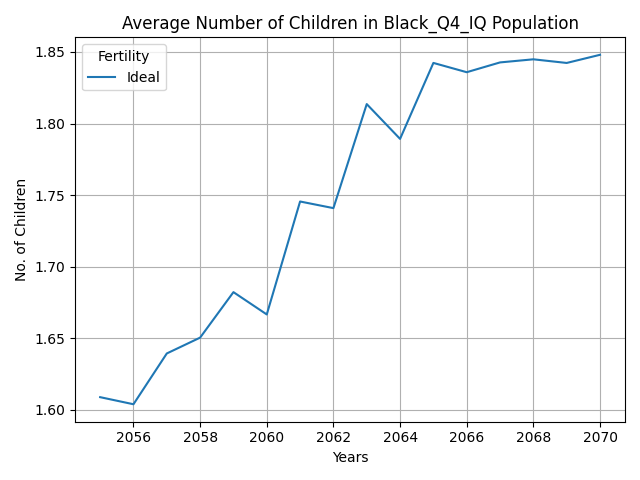 Average Number of Children in Black_Q4_IQ Population
Fertility
Ideal
No. of Children
1.85
1.80
1.75
1.70
1.65
1.60
2056 2058 2060 2062 2064 2066 2068 2070
Years